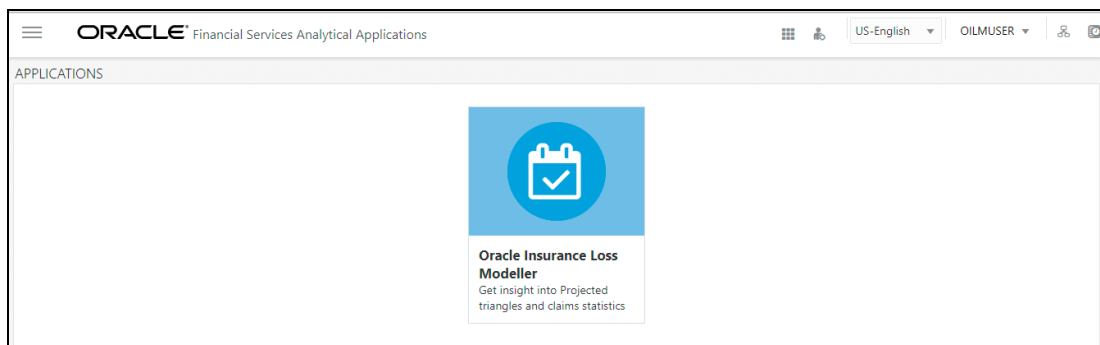 ORACLE® Financial Services Analytical Applications US-English OILMUSER
APPLICATIONS
Oracle Insurance Loss
Modeller
Get insight into Projected
triangles and claims statistics